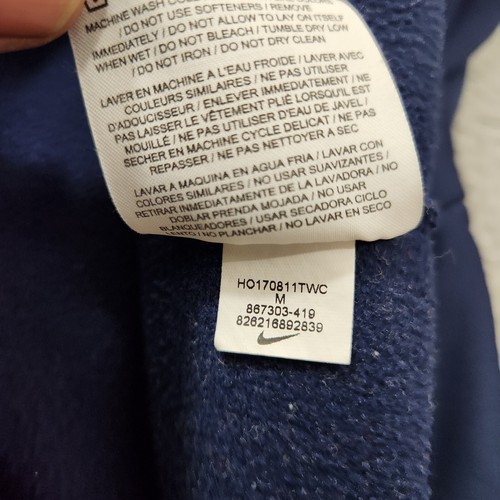 MACHINE WASH COLD
/ DO NOT USE SOFTENERS / REMOVE
IMMEDIATELY / DO NOT ALLOW TO LAY ON ITSELF
WHEN WET / DO NOT BLEACH / TUMBLE DRY LOW
/ DO NOT IRON / DO NOT DRY CLEAN
LAVER EN MACHINE A L'EAU FROIDE / LAVER AVEC
COULEURS SIMILAIRES / NE PAS UTILISER
D'ADOUCISSEUR / ENLEVER IMMEDIATEMENT / NE
PAS LAISSER LE VÊTEMENT PLIÉ LORSQU'IL EST
MOUILLÉ / NE PAS UTILISER D'EAU DE JAVEL /
SECHER EN MACHINE CYCLE DELICAT / NE PAS
REPASSER / NE PAS NETTOYER A SEC
LAVAR A MAQUINA EN AGUA FRIA / LAVAR CON
COLORES SIMILARES / NO USAR SUAVIZANTES /
RETIRAR INMEDIATAMENTE DE LA LAVADORA / NO
DOBLAR PRENDA MOJADA / NO USAR
BLANQUEADORES / USAR SECADORA CICLO
/ NO PLANCHAR / NO LAVAR EN SECO
HO170811TWC
M
867303-419
826216892839